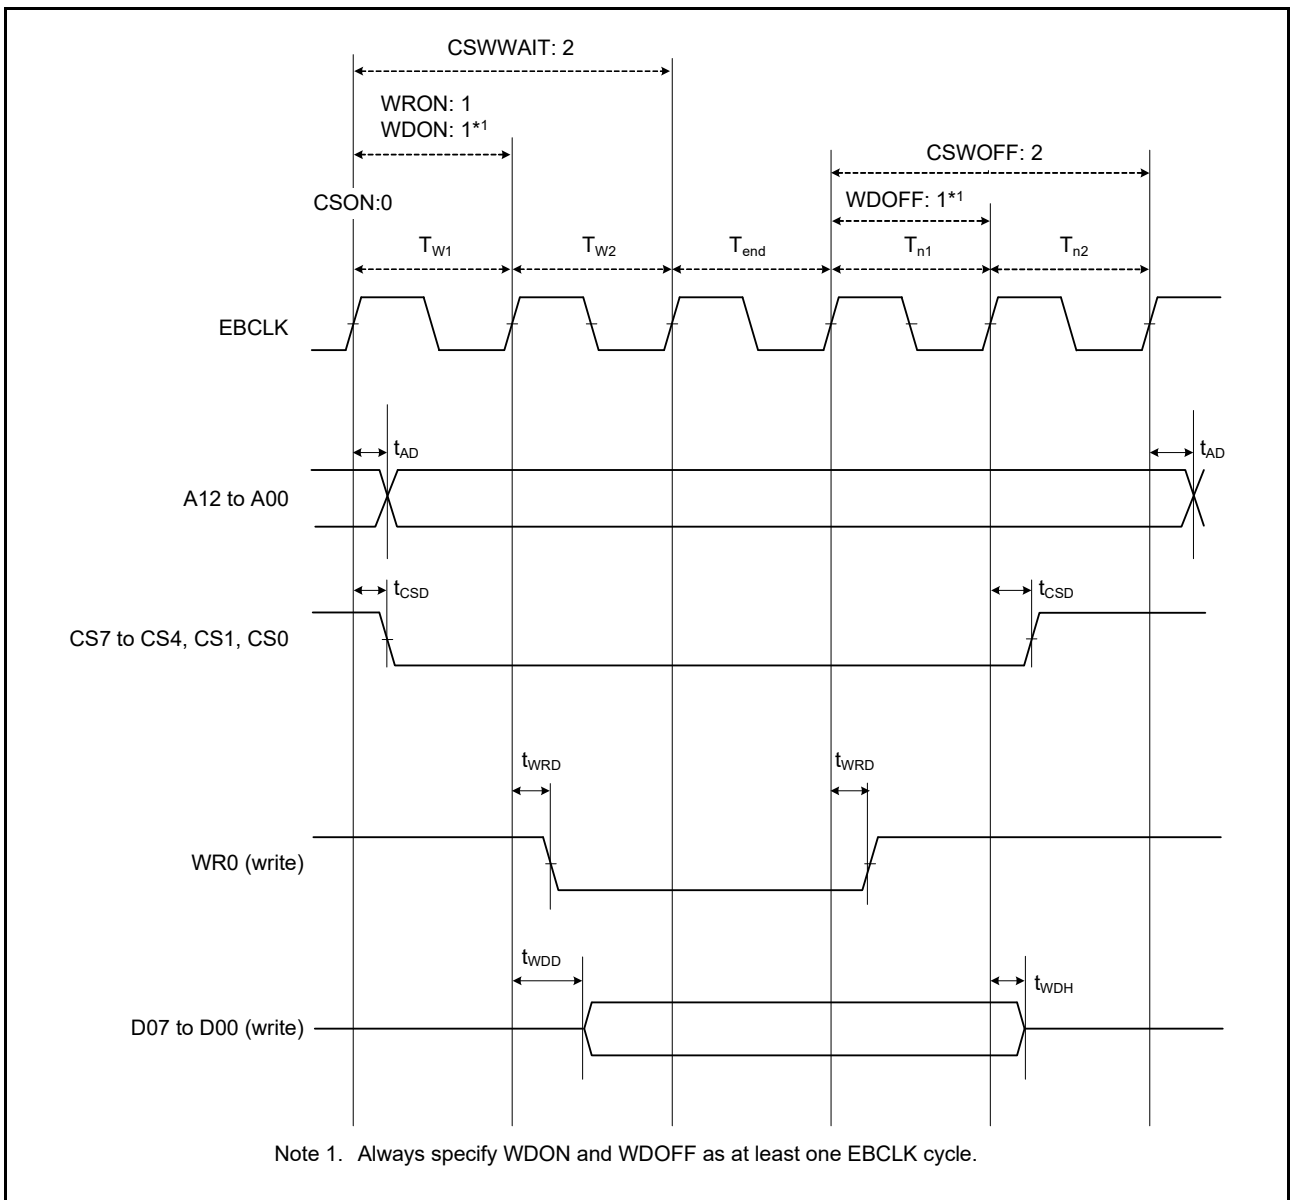 CSWWAIT: 2
WRON: 1
WDON: 1*1
CSWOFF: 2
WDOFF: 1*1
CSON:0
TW1 TW2 Tend Tn1 Tn2
EBCLK
tAD tAD
A12 to A00
tCSD tCSD
CS7 to CS4, CS1, CS0
tWRD tWRD
WR0 (write)
tWDD
tWDH
D07 to D00 (write)
Note 1. Always specify WDON and WDOFF as at least one EBCLK cycle.